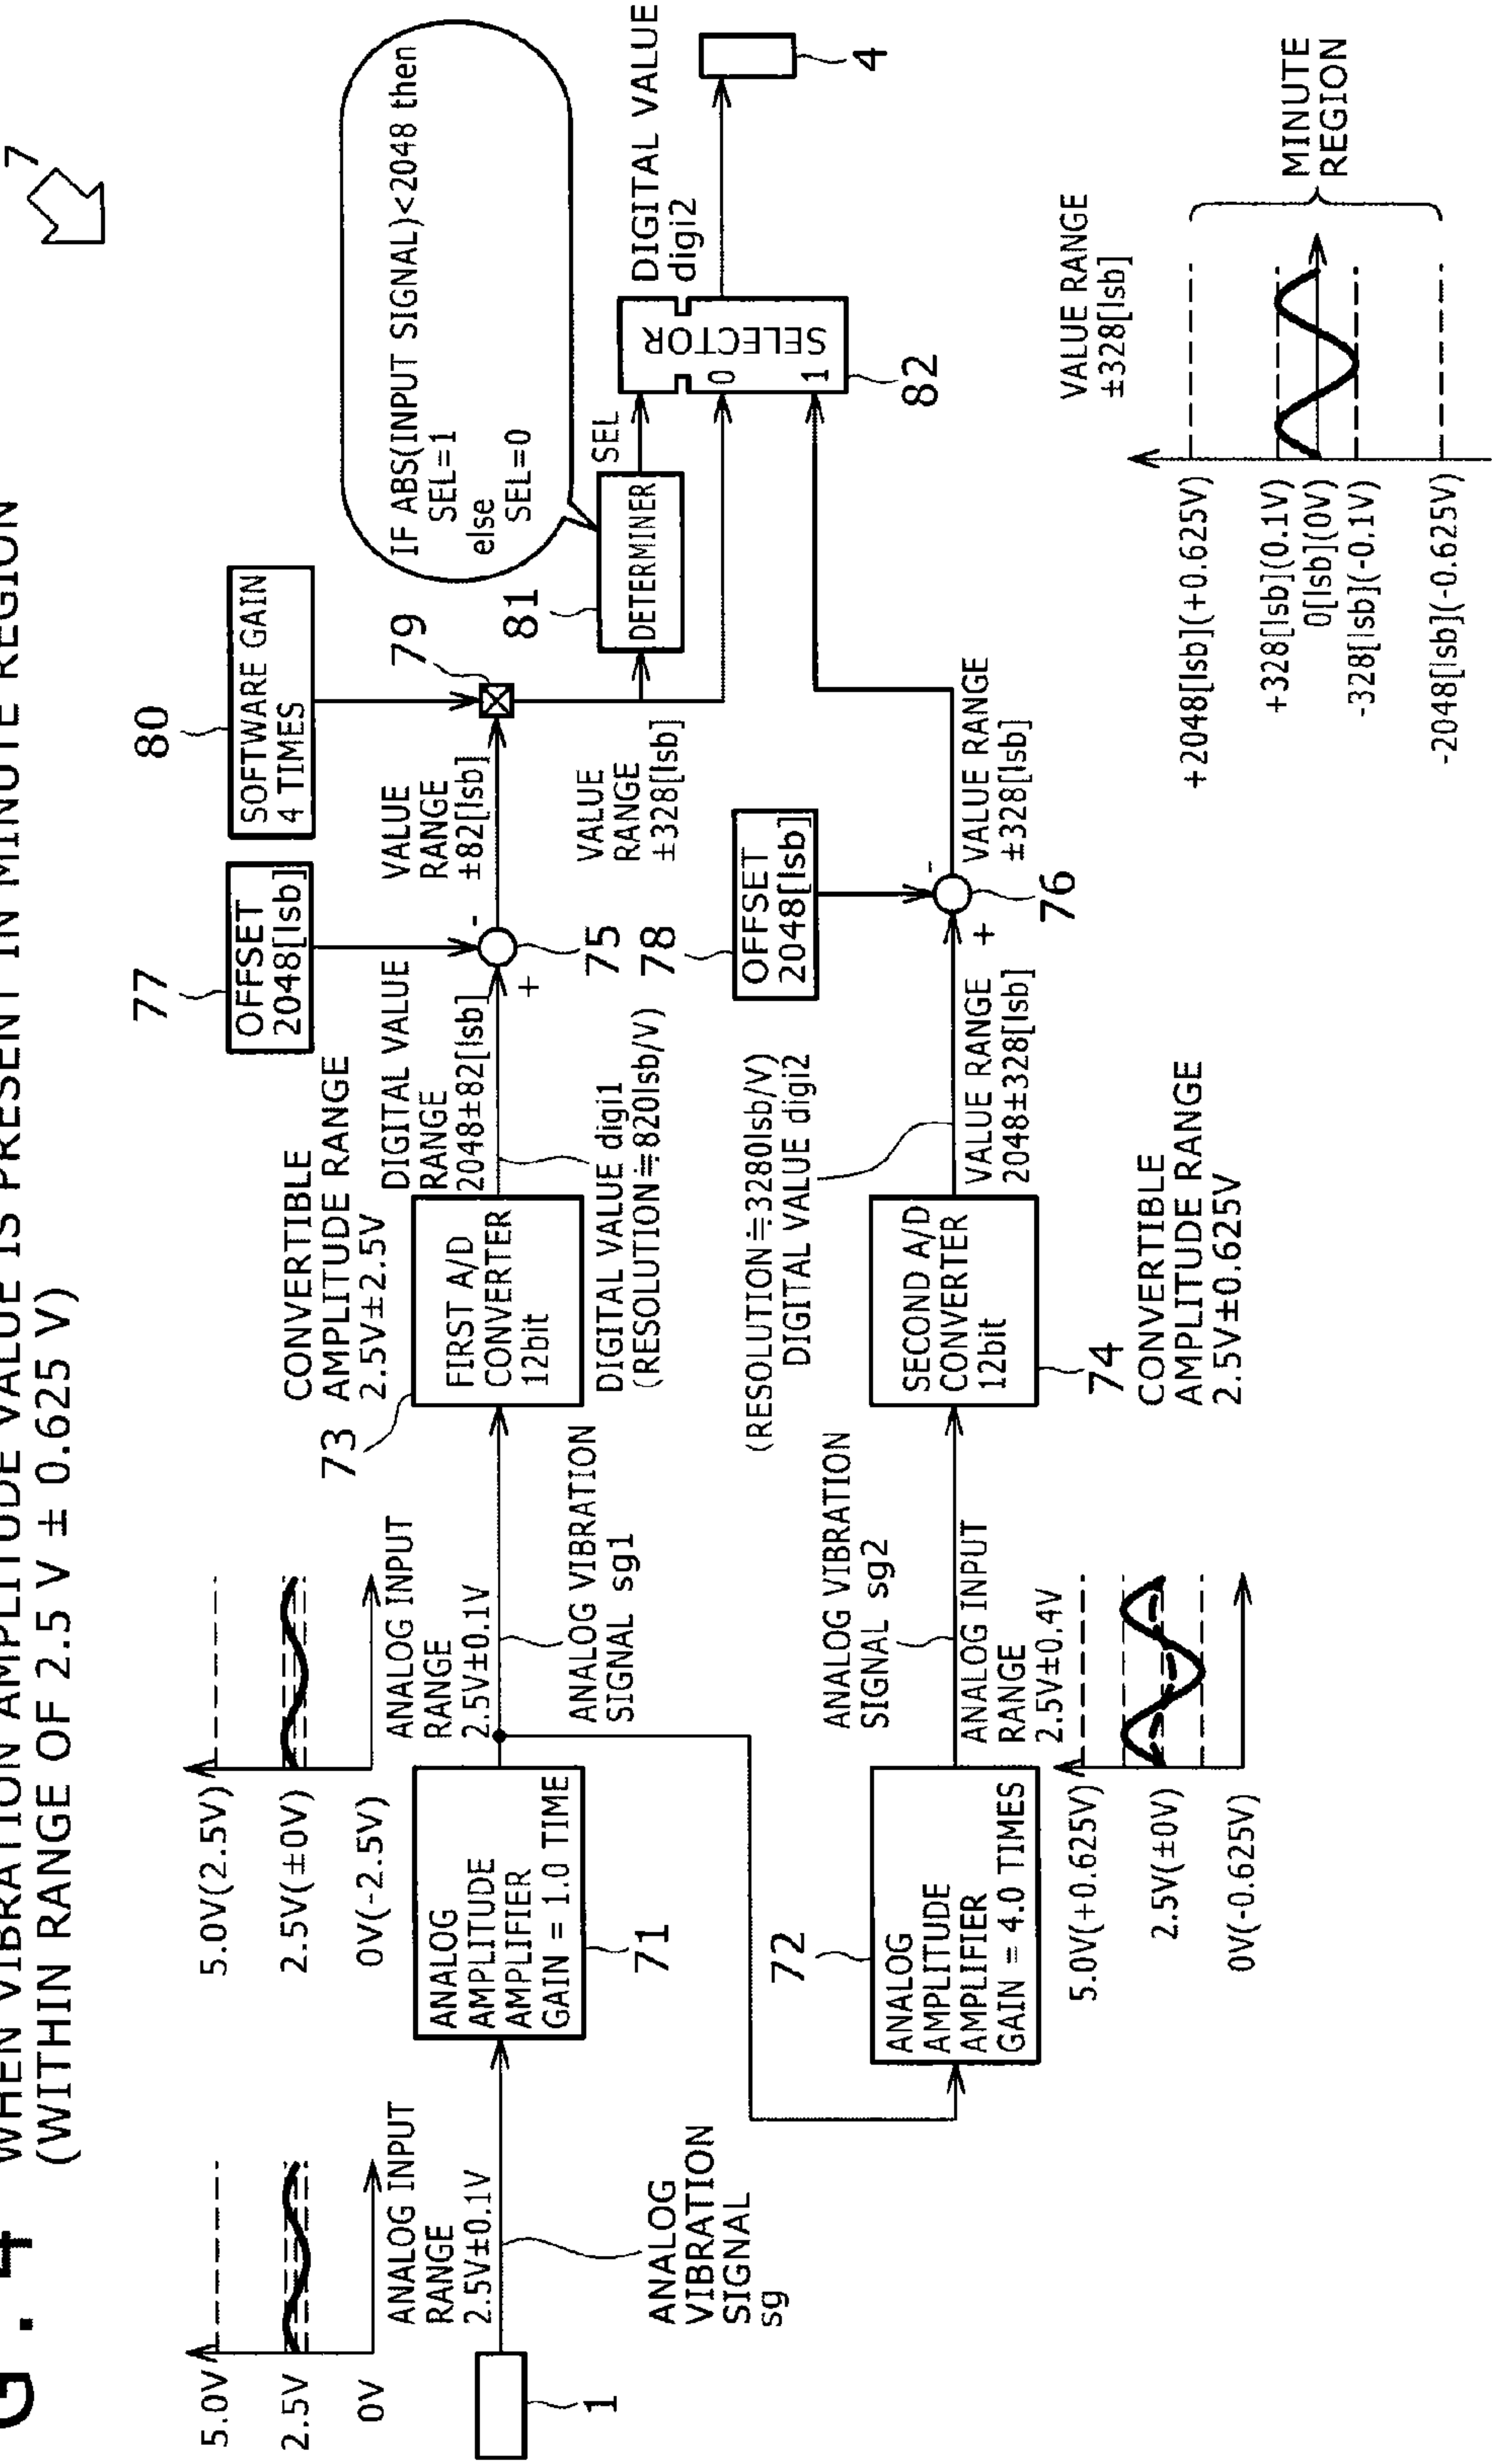 G . 4 WHEN VIBRATION AMPLITUDE VALUE IS PRESENT IN MINUTE REGION
(WITHIN RANGE OF 2.5 V ± 0.625 V)
7
5.0V
2.5V
0V
ANALOG INPUT
RANGE
2.5V±0.1V
1
ANALOG
VIBRATION
SIGNAL
sg
5.0V(2.5V)
2.5V(±0V)
0V(-2.5V)
ANALOG
AMPLITUDE
AMPLIFIER
GAIN = 1.0 TIME
71
ANALOG INPUT
RANGE
2.5V±0.1V
ANALOG VIBRATION
SIGNAL sg1
CONVERTIBLE
AMPLITUDE RANGE
2.5V±2.5V
73
FIRST A/D
CONVERTER
12bit
DIGITAL VALUE
RANGE
2048±82[lsb]
DIGITAL VALUE digi1
(RESOLUTION≒820lsb/V)
77
OFFSET
2048[lsb]
+
-
75
VALUE
RANGE
±82[lsb]
80
SOFTWARE GAIN
4 TIMES
79
VALUE
RANGE
±328[lsb]
81
DETERMINER
SEL
IF ABS(INPUT SIGNAL)<2048 then
SEL=1
else
SEL=0
SELECTOR
0
1
82
DIGITAL VALUE
digi2
4
72
ANALOG
AMPLITUDE
AMPLIFIER
GAIN = 4.0 TIMES
5.0V(+0.625V)
2.5V(±0V)
0V(-0.625V)
ANALOG VIBRATION
SIGNAL sg2
ANALOG INPUT
RANGE
2.5V±0.4V
SECOND A/D
CONVERTER
12bit
74
CONVERTIBLE
AMPLITUDE RANGE
2.5V±0.625V
(RESOLUTION≒3280lsb/V)
DIGITAL VALUE digi2
VALUE RANGE
2048±328[lsb]
78
OFFSET
2048[lsb]
+
-
76
VALUE RANGE
±328[lsb]
VALUE RANGE
±328[lsb]
+2048[lsb](+0.625V)
+328[lsb](0.1V)
0[lsb](0V)
-328[lsb](-0.1V)
-2048[lsb](-0.625V)
MINUTE
REGION